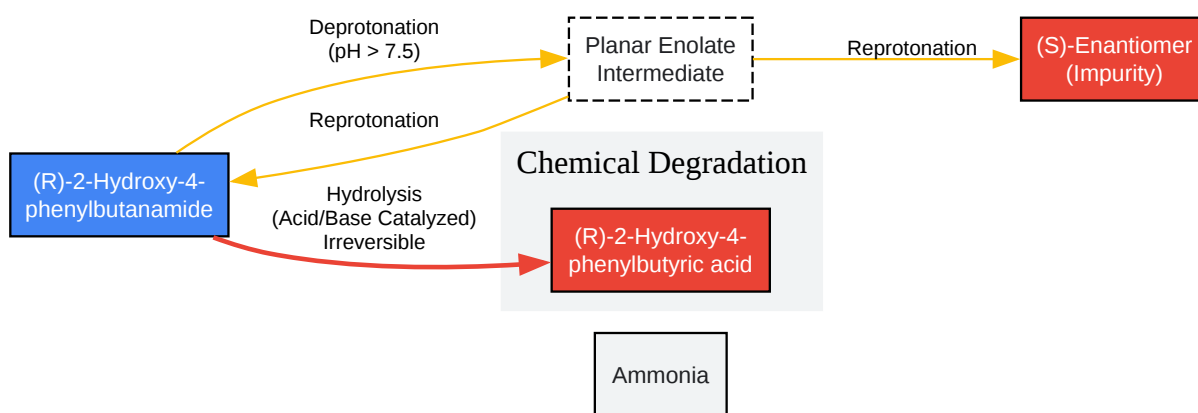 Deprotonation
(pH > 7.5)
Planar Enolate
Intermediate
Reprotonation
(S)-Enantiomer
(Impurity)
Reprotonation
Chemical Degradation
(R)-2-Hydroxy-4-
phenylbutanamide
Hydrolysis
(Acid/Base Catalyzed)
Irreversible
(R)-2-Hydroxy-4-
phenylbutyric acid
Ammonia